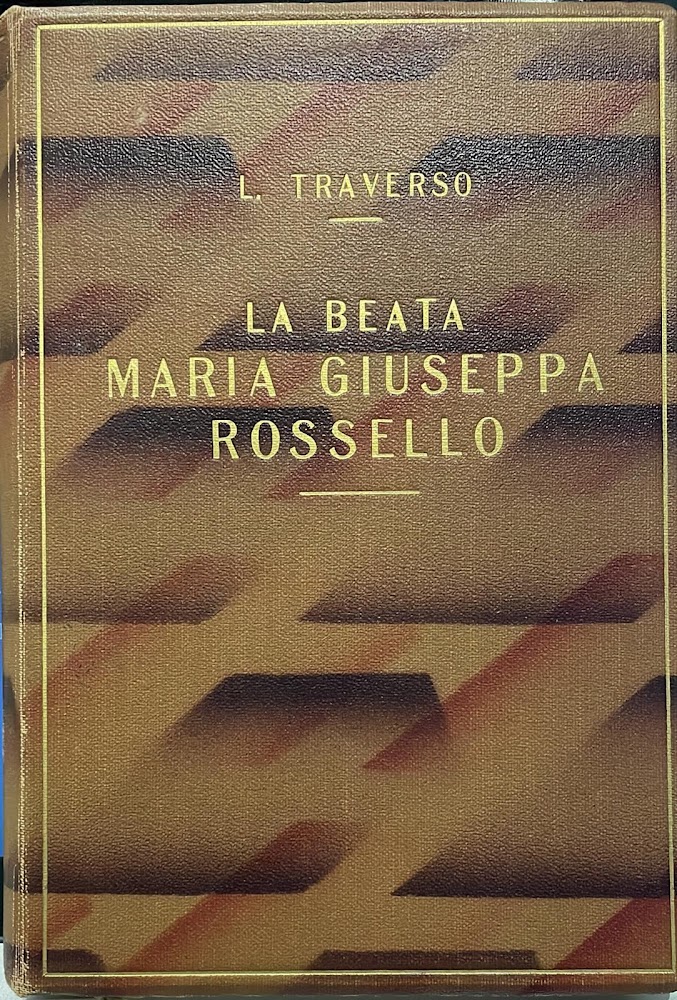 L. TRAVERSO
LA BEATA
MARIA GIUSEPPA
ROSSELLO